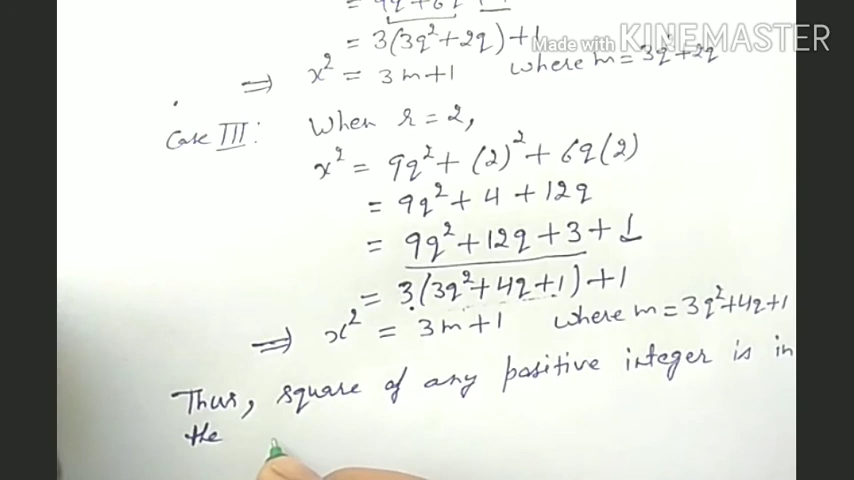 = 9q² + 6q
= 3(3q²+2q)+1
Made with KINEMASTER
⇒ x² = 3m+1 where m = 3q²+2q
Case III: When r = 2,
x² = 9q² + (2)² + 6q(2)
= 9q² + 4 + 12q
= 9q² + 12q + 3 + 1
= 3(3q²+4q+1)+1
⇒ x² = 3m+1 where m = 3q²+4q+1
Thus, square of any positive integer is in
the